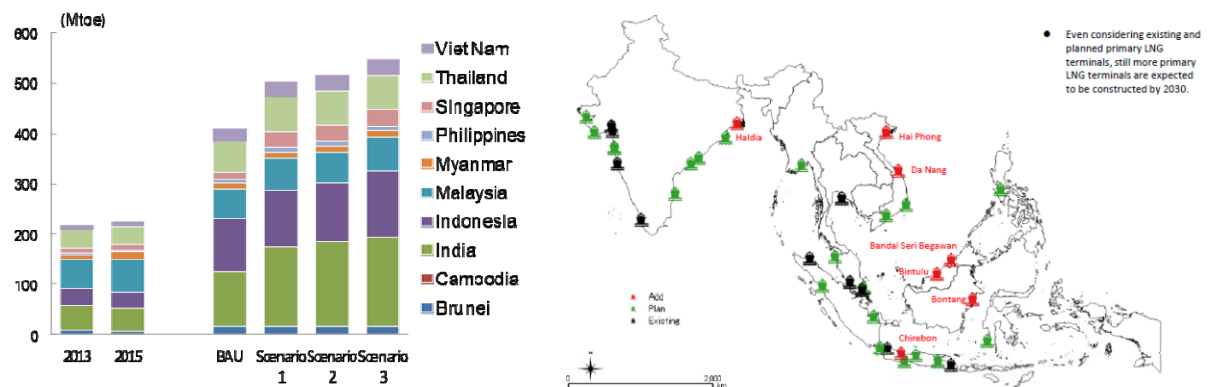 (Mtoe)
600
500
400
300
200
100
0
2013
2015
BAU
Scenario
1
Scenario
2
Scenario
3
VietNam
Thailand
Singapore
Philippines
Myanmar
Malaysia
Indonesia
India
Camoodia
Brunei
● Even considering existing and
planned primary LNG
terminals, still more primary
LNG terminals are expected
to be constructed by 2030.
Haldia
Hai Phong
Da Nang
Bandal Seri Begawan
Bintulu
Bontang
Chirebon
Add
Plan
Existing
0
2,000
km